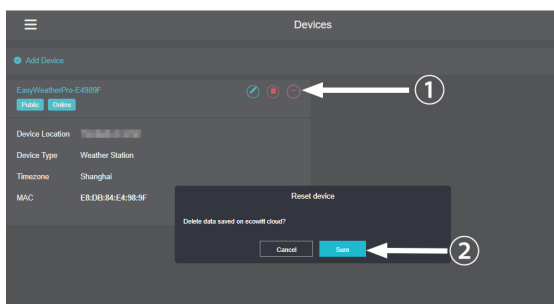 Devices
Add Device
EasyWeatherPro-E4989F
Public Online
①
Device Location
Device Type Weather Station
Timezone Shanghai
MAC E8:DB:84:E4:98:9F
Reset device
Delete data saved on ecowitt cloud?
Cancel Sure
②